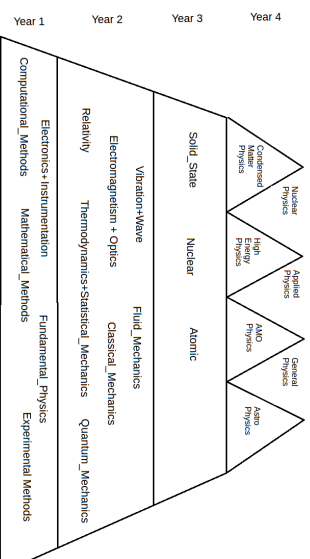 Year 1
Year 2
Year 3
Year 4
Computational_Methods
Mathematical_Methods
Experimental Methods
Electronics+ Instrumentation
Fundamental_Physics
Relativity
Thermodynamics+Statistical_Mechanics
Quantum_Mechanics
Electromagnetism + Optics
Classical_Mechanics
Vibration+Wave
Fluid_Mechanics
Solid_State
Nuclear
Atomic
Condensed
Matter
Physics
Nuclear
Physics
High
Energy
Physics
Applied
Physics
AMO
Physics
General
Physics
Astro
Physics